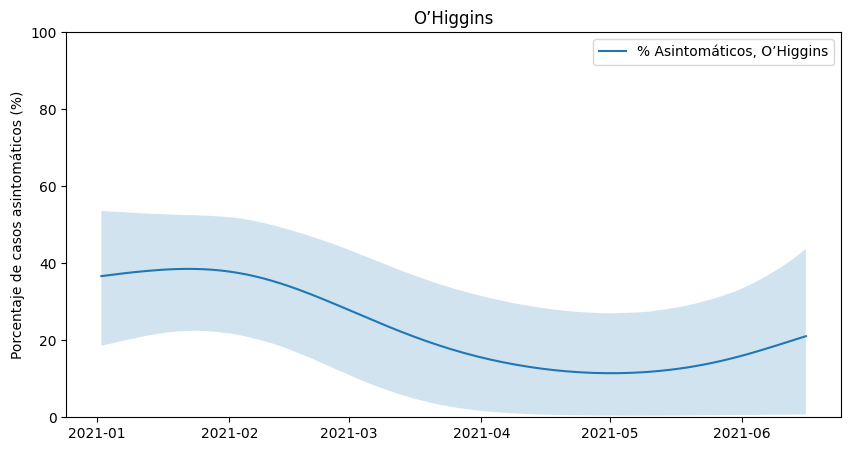 O’Higgins
% Asintomáticos, O’Higgins
Porcentaje de casos asintomáticos (%)
100
80
60
40
20
0
2021-01 2021-02 2021-03 2021-04 2021-05 2021-06